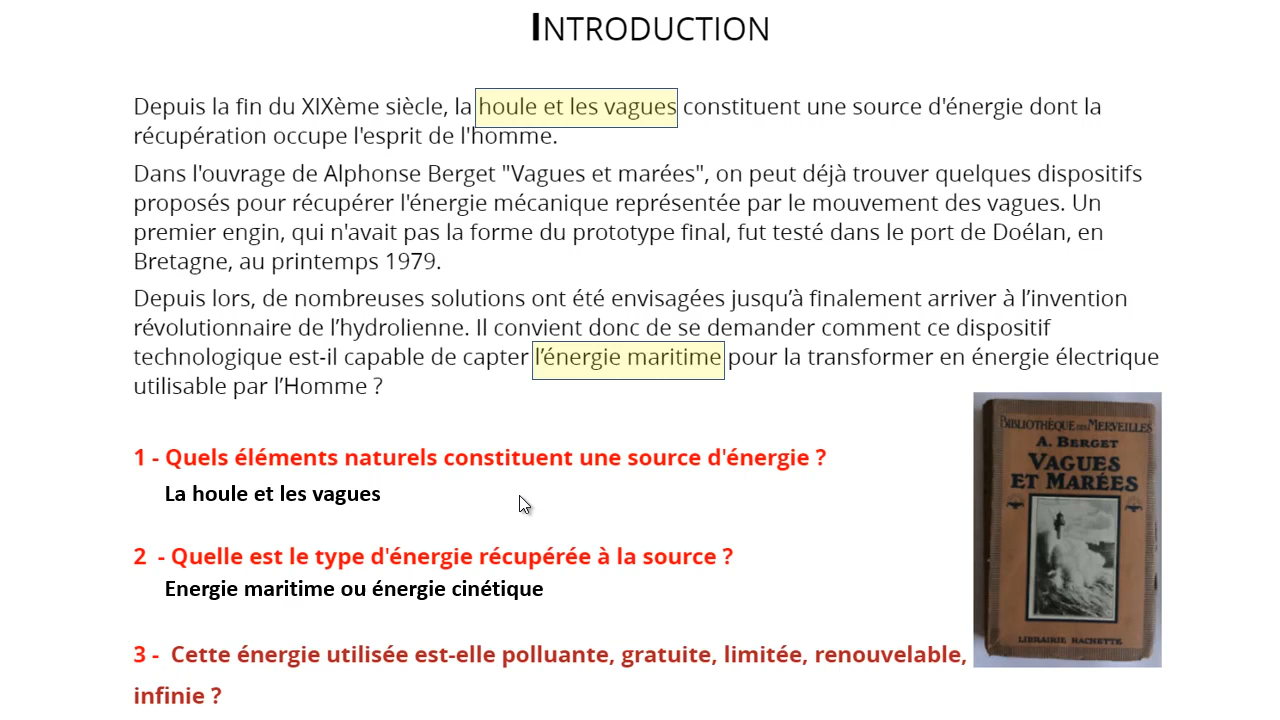 INTRODUCTION
Depuis la fin du XIXème siècle, la houle et les vagues constituent une source d'énergie dont la
récupération occupe l'esprit de l'homme.
Dans l'ouvrage de Alphonse Berget "Vagues et marées", on peut déjà trouver quelques dispositifs
proposés pour récupérer l'énergie mécanique représentée par le mouvement des vagues. Un
premier engin, qui n'avait pas la forme du prototype final, fut testé dans le port de Doélan, en
Bretagne, au printemps 1979.
Depuis lors, de nombreuses solutions ont été envisagées jusqu’à finalement arriver à l’invention
révolutionnaire de l’hydrolienne. Il convient donc de se demander comment ce dispositif
technologique est-il capable de capter l’énergie maritime pour la transformer en énergie électrique
utilisable par l’Homme ?
1 - Quels éléments naturels constituent une source d'énergie ?
La houle et les vagues
2 - Quelle est le type d'énergie récupérée à la source ?
Energie maritime ou énergie cinétique
3 - Cette énergie utilisée est-elle polluante, gratuite, limitée, renouvelable,
infinie ?
BIBLIOTHÈQUE DES MERVEILLES
A. BERGET
VAGUES
ET MARÉES
LIBRAIRIE HACHETTE